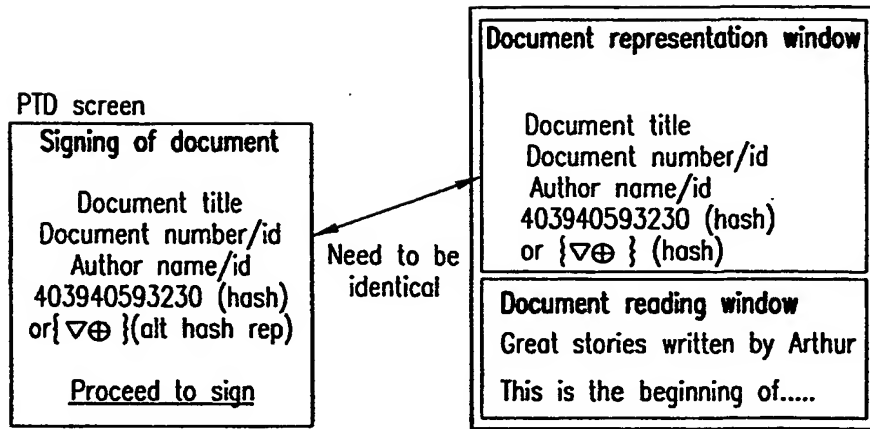 PTD screen
Signing of document
Document title
Document number/id
Author name/id
403940593230 (hash)
or{▽⊕ }(alt hash rep)
Proceed to sign
Need to be
identical
Document representation window
Document title
Document number/id
Author name/id
403940593230 (hash)
or {▽⊕ } (hash)
Document reading window
Great stories written by Arthur
This is the beginning of.....